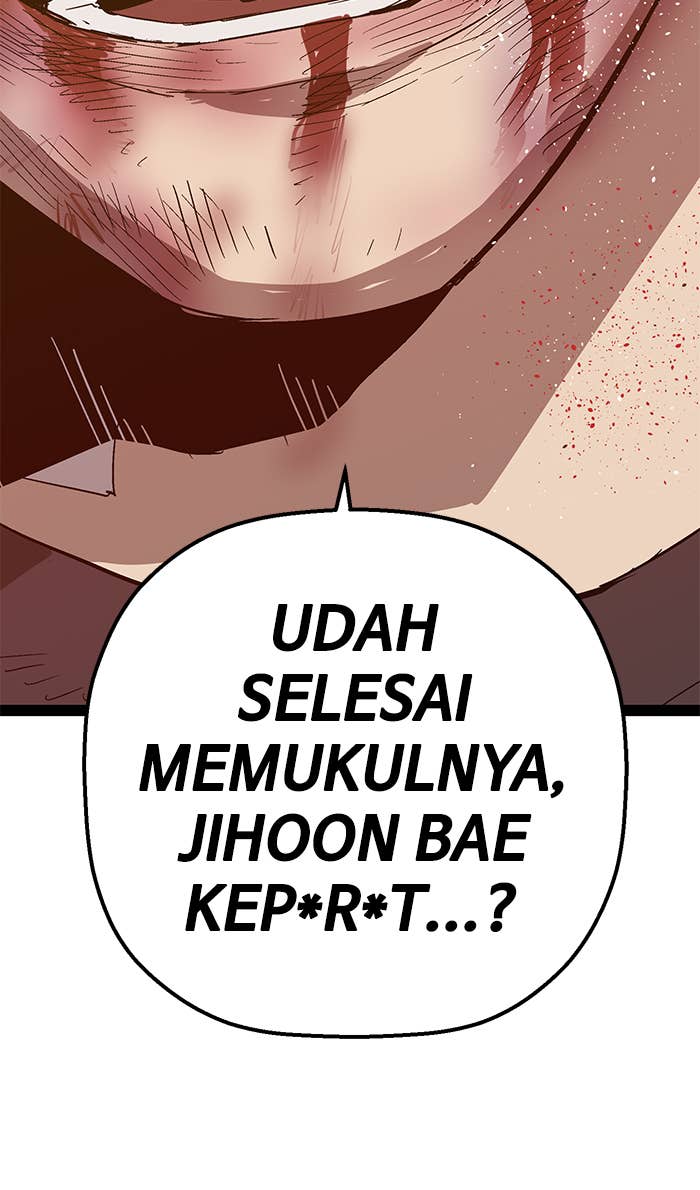 UDAH
SELESAI
MEMUKULNYA,
JIHOON BAE
KEP*R*T...?